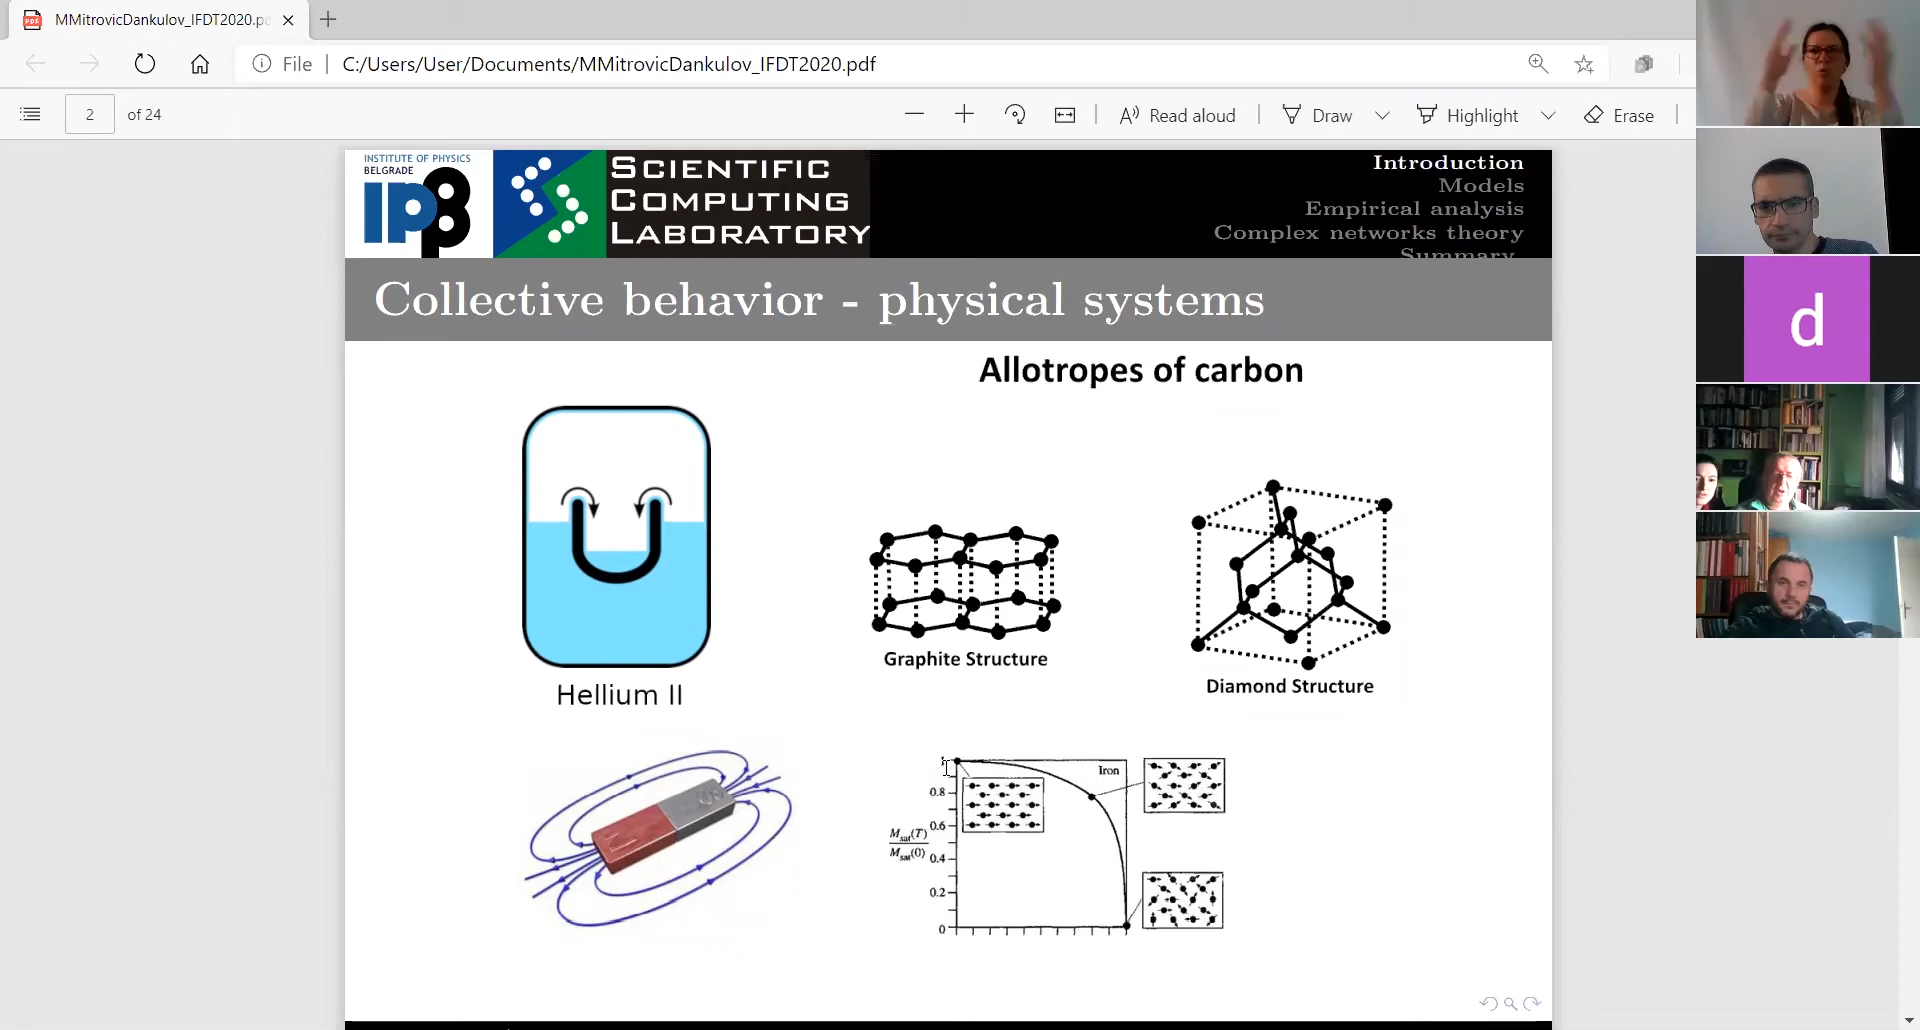 MMitrovicDankulov_IFDT2020.pd
File
C:/Users/User/Documents/MMitrovicDankulov_IFDT2020.pdf
2 of 24
Read aloud
Draw
Highlight
Erase
INSTITUTE OF PHYSICS
BELGRADE
SCIENTIFIC
COMPUTING
LABORATORY
Introduction
Models
Empirical analysis
Complex networks theory
Summary
Collective behavior - physical systems
Allotropes of carbon
Hellium II
Graphite Structure
Diamond Structure
Iron
0.8
0.6
0.4
0.2
0
Msat(T)
Msat(0)
d